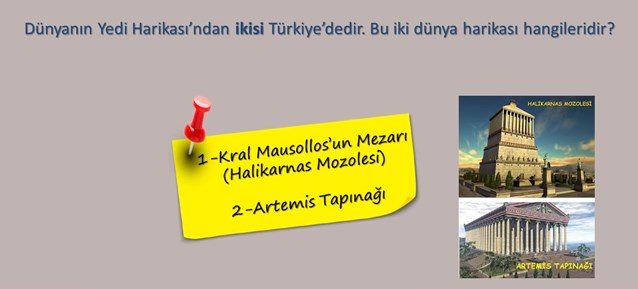 Dünyanın Yedi Harikası’ndan ikisi Türkiye’dedir. Bu iki dünya harikası hangileridir?
1-Kral Mausollos’un Mezarı
(Halikarnas Mozolesi)
2-Artemis Tapınağı
HALİKARNAS MOZOLESİ
ARTEMİS TAPINAĞI